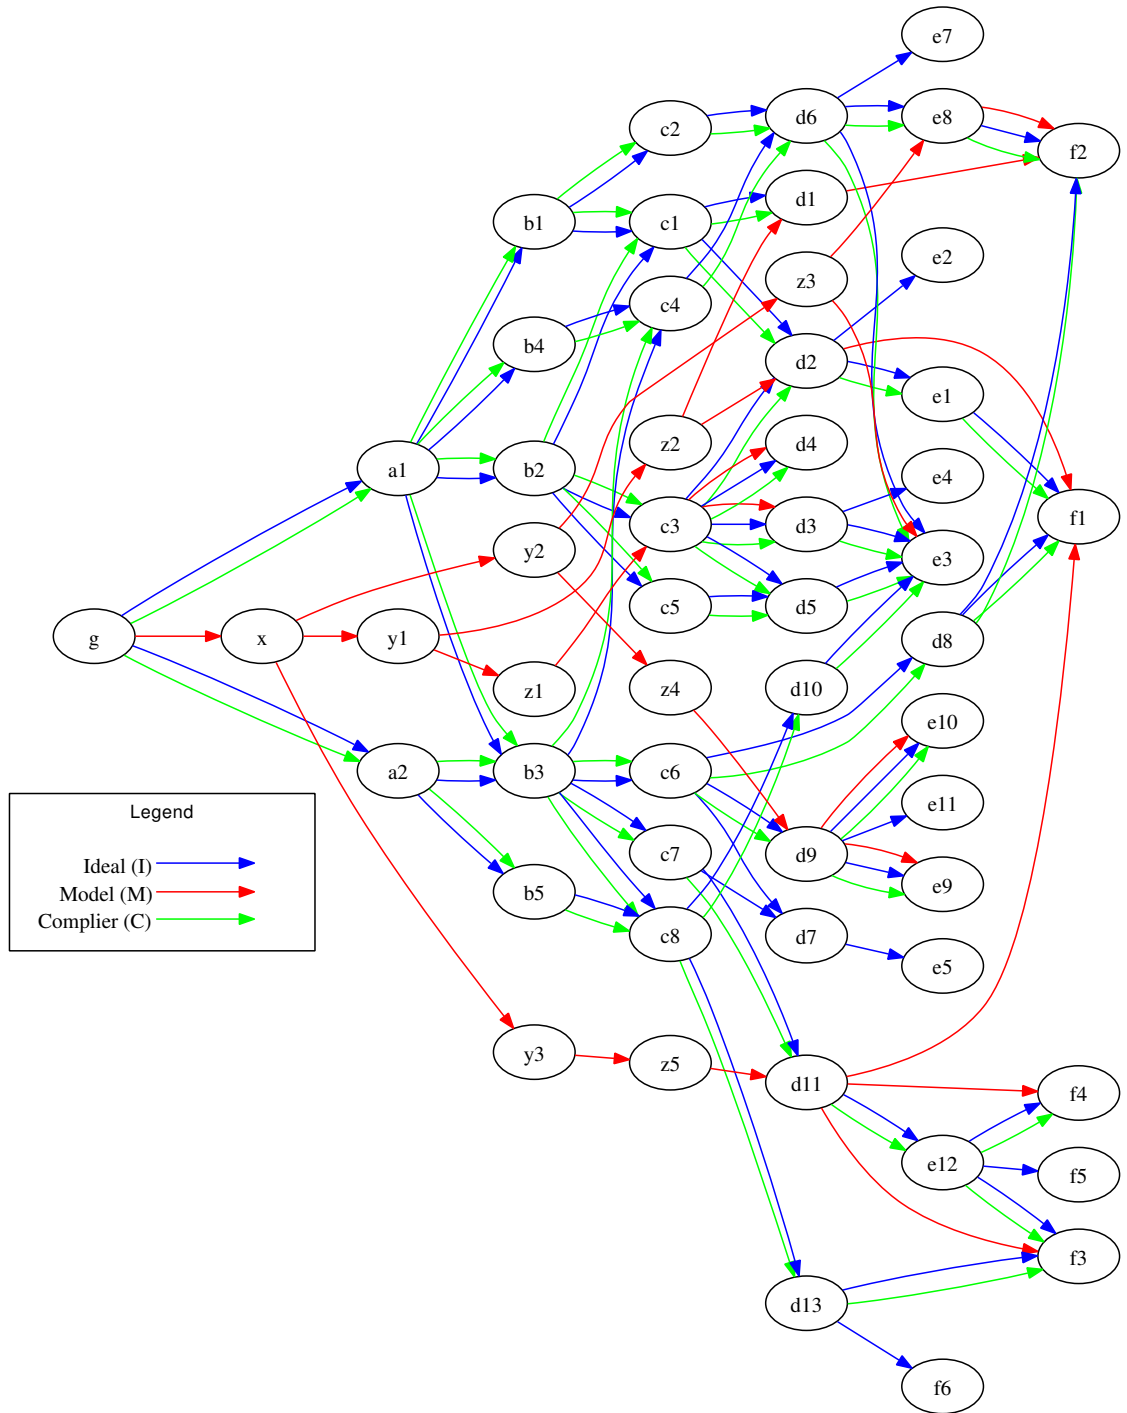 e7
c2
d6
e8
f2
b1
c1
d1
e2
z3
b4
c4
d2
e1
a1
b2
z2
d4
e4
f1
y2
c3
d3
e3
c5
d5
g
x
y1
z1
z4
d10
d8
a2
b3
c6
e10
e11
Legend
Ideal (I)
Model (M)
Complier (C)
c7
d9
e9
b5
c8
d7
e5
y3
z5
d11
f4
e12
f5
f3
d13
f6